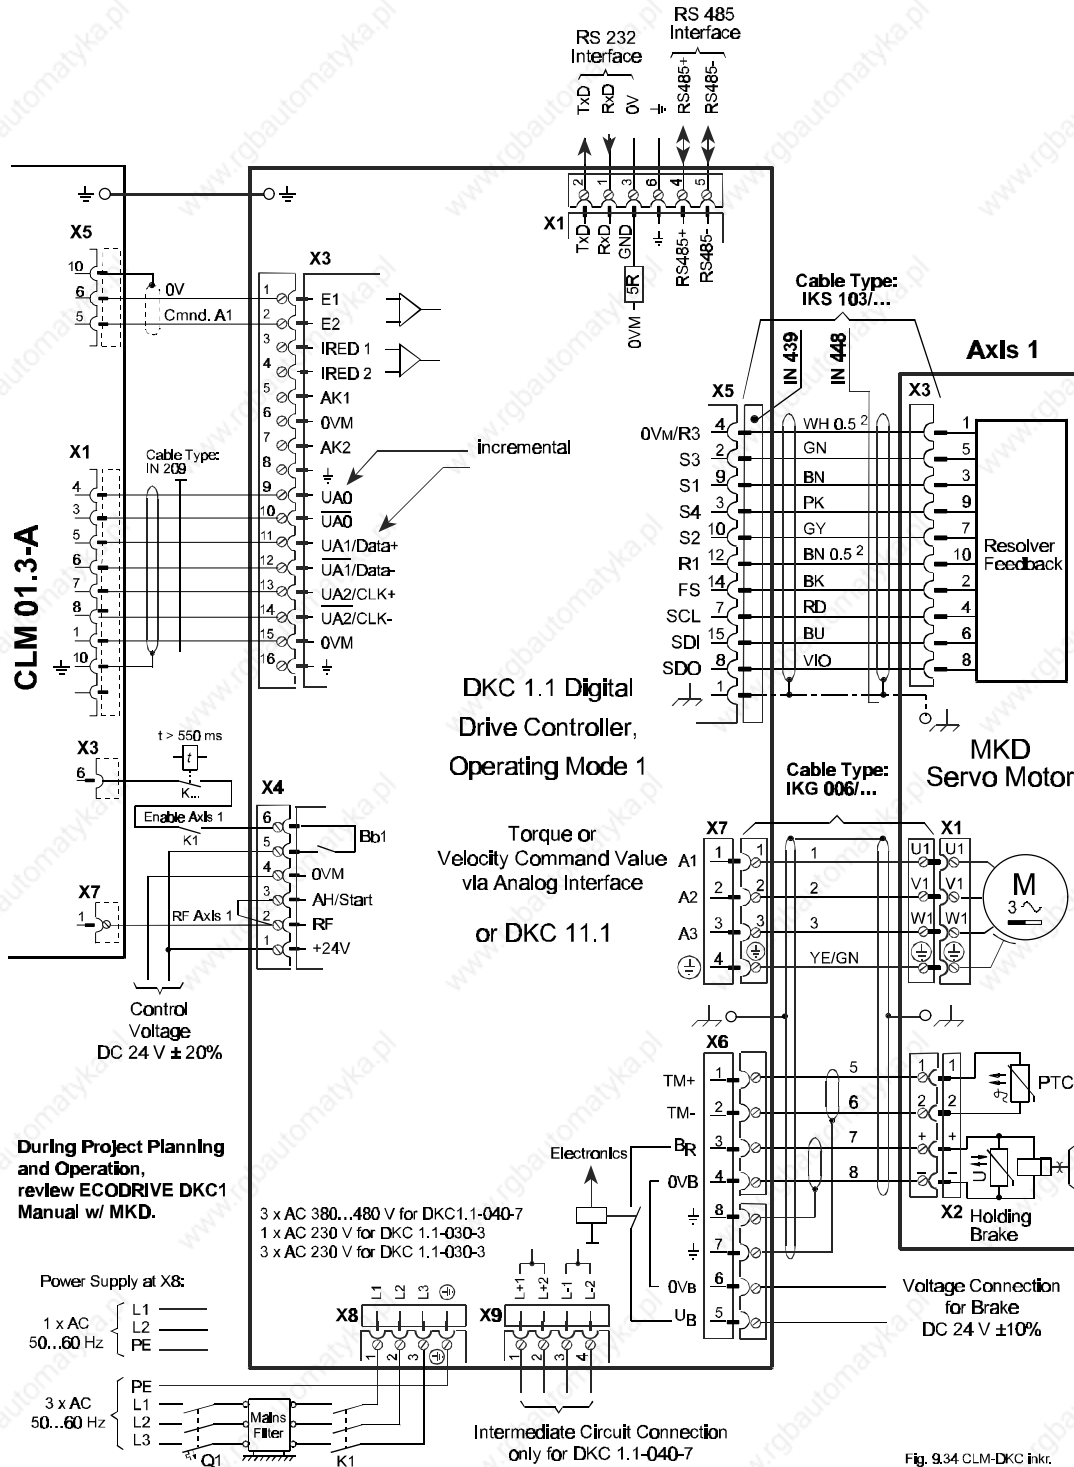 RS 485
Interface
RS 232
Interface
TxD RxD 0V RS485+ RS485-
2 1 3 6 4 5
X1
TxD RxD GND RS485+ RS485-
5R
0VM
CLM 01.3-A
X5
10
6
5
0V
Cmnd. A1
X3
1 E1
2 E2
3 IRED 1
4 IRED 2
5 AK1
6 0VM
7 AK2
8
9 UA0
10 UA0
11 UA1/Data+
12 UA1/Data-
13 UA2/CLK+
14 UA2/CLK-
15 0VM
16
incremental
X1
4
3
5
6
7
8
1
10
Cable Type:
IN 209
Cable Type:
IKS 103/...
IN 439
IN 448
Axis 1
X5
X3
0VM/R3 4 WH 0.5 2 1
S3 2 GN 5
S1 9 BN 3
S4 3 PK 9
S2 10 GY 7
R1 12 BN 0.5 2 10
FS 14 BK 2
SCL 7 RD 4
SDI 15 BU 6
SDO 8 VIO 8
1
Resolver
Feedback
DKC 1.1 Digital
Drive Controller,
Operating Mode 1
MKD
Servo Motor
X3
6
t > 550 ms
t
K...
Enable Axis 1
K1
X4
6
5
Bb1
4 0VM
3 AH/Start
2 RF
1 +24V
X7
1
RF Axis 1
Torque or
Velocity Command Value
via Analog Interface
or DKC 11.1
Cable Type:
IKG 006/...
X7
X1
A1 1 1 1 U1 U1
A2 2 2 2 V1 V1
A3 3 3 3 W1 W1
4 YE/GN
M
3
Control
Voltage
DC 24 V ± 20%
X6
TM+ 1 5 1 1
TM- 2 6 2 2
BR 3 7 + +
0VB 4 8 - -
8
7
0VB 6
UB 5
PTC
U
X2
Holding
Brake
Electronics
During Project Planning
and Operation,
review ECODRIVE DKC1
Manual w/ MKD.
3 x AC 380...480 V for DKC1.1-040-7
1 x AC 230 V for DKC 1.1-030-3
3 x AC 230 V for DKC 1.1-030-3
Voltage Connection
for Brake
DC 24 V ±10%
Power Supply at X8:
1 x AC
50...60 Hz
L1
L2
PE
3 x AC
50...60 Hz
PE
L1
L2
L3
Q1
Mains
Filter
K1
L1 L2 L3
X8
1 2 3
L+1 L+2 L-1 L-2
X9
1 2 3 4
Intermediate Circuit Connection
only for DKC 1.1-040-7
Fig. 9.34 CLM-DKC inkr.
www.rgbautomatyka.pl